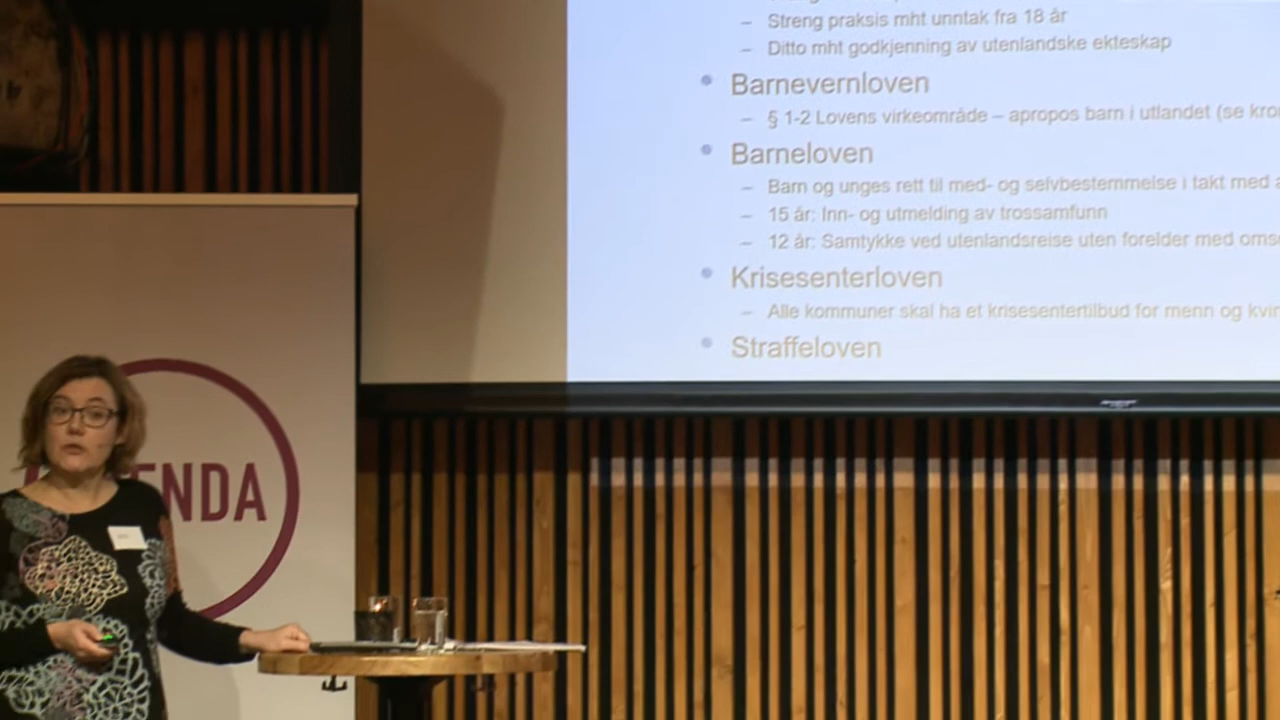 Streng praksis mht unntak fra 18 år
– Ditto mht godkjenning av utenlandske ekteskap
• Barnevernloven
– § 1-2 Lovens virkeområde – apropos barn i utlandet (se
• Barneloven
– Barn og unges rett til med- og selvbestemmelse i takt med
– 15 år: Inn- og utmelding av trossamfunn
– 12 år: Samtykke ved utenlandsreise uten forelder med
• Krisesenterloven
– Alle kommuner skal ha et krisesentertilbud for menn og
• Straffeloven
ENDA